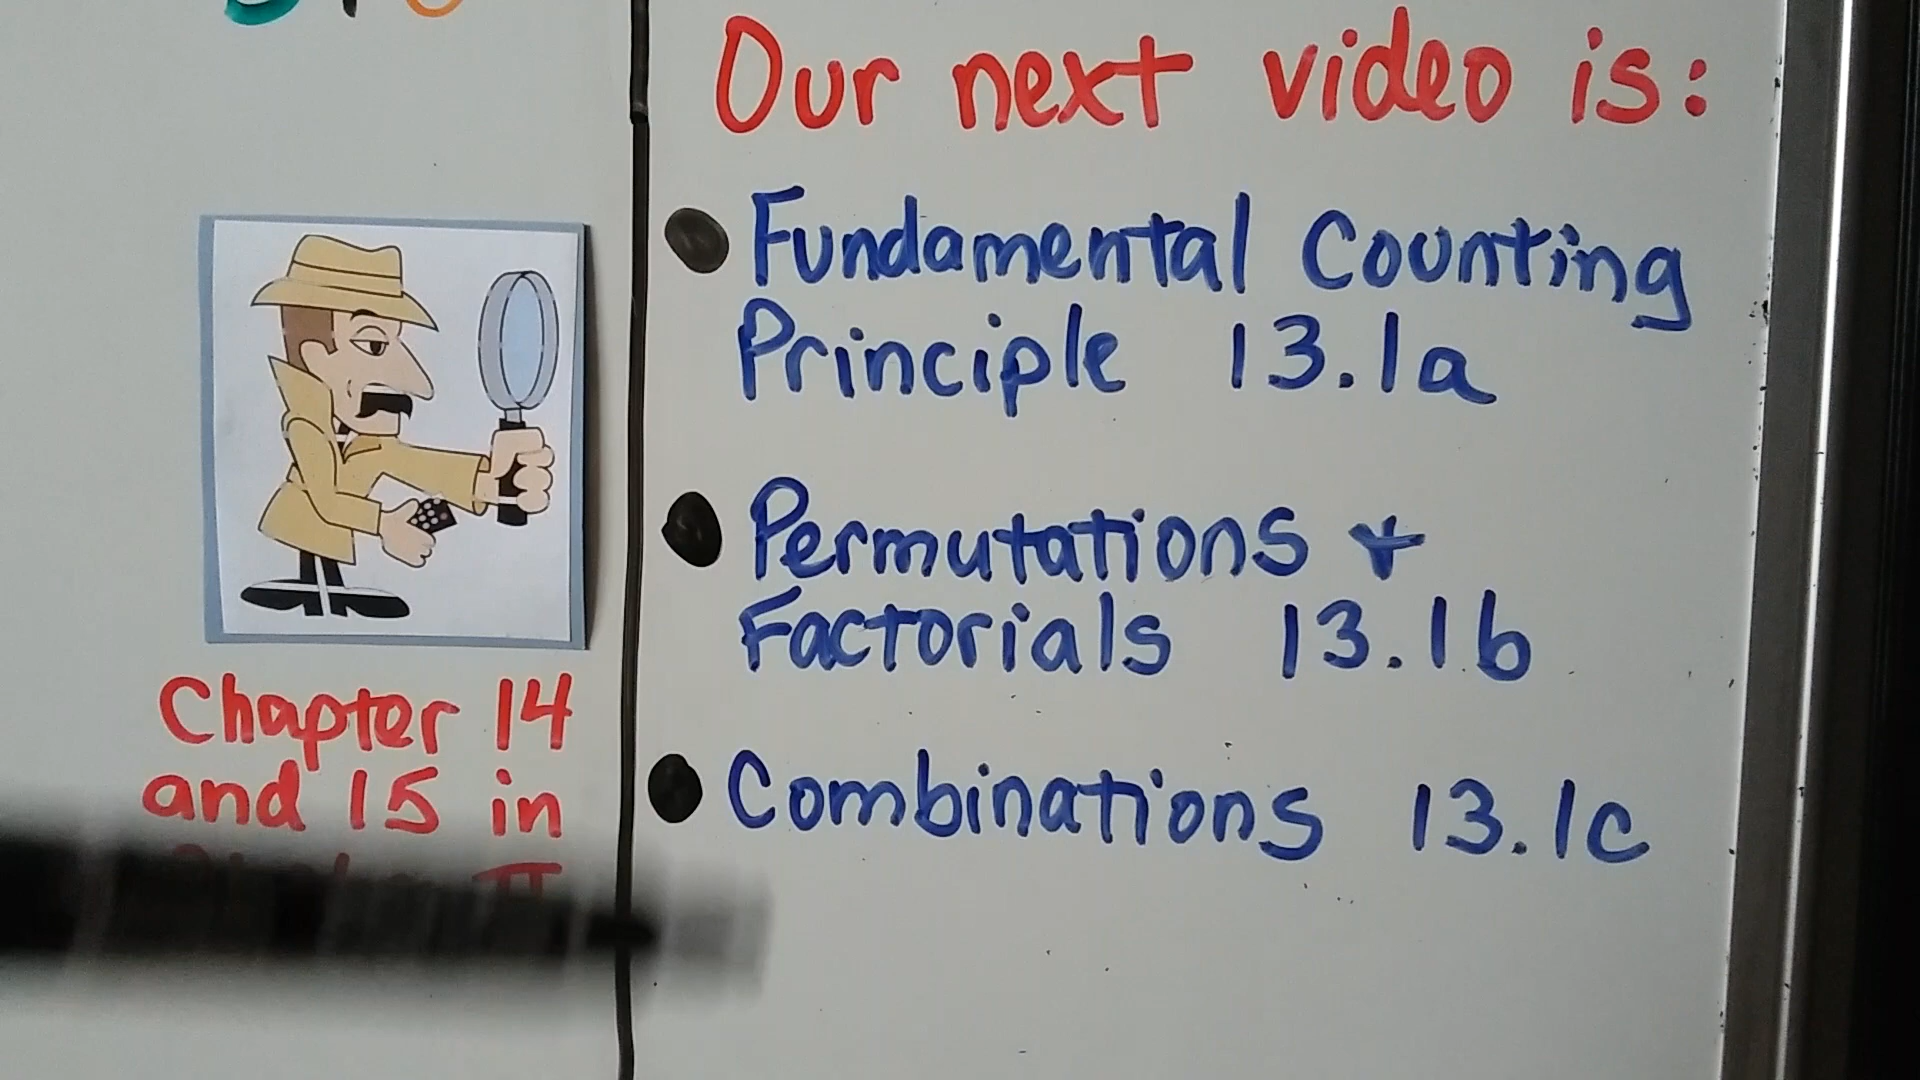 Our next video is:
Fundamental Counting
Principle 13.1a
Permutations +
Factorials 13.1b
Combinations 13.1c
Chapter 14
and 15 in
II